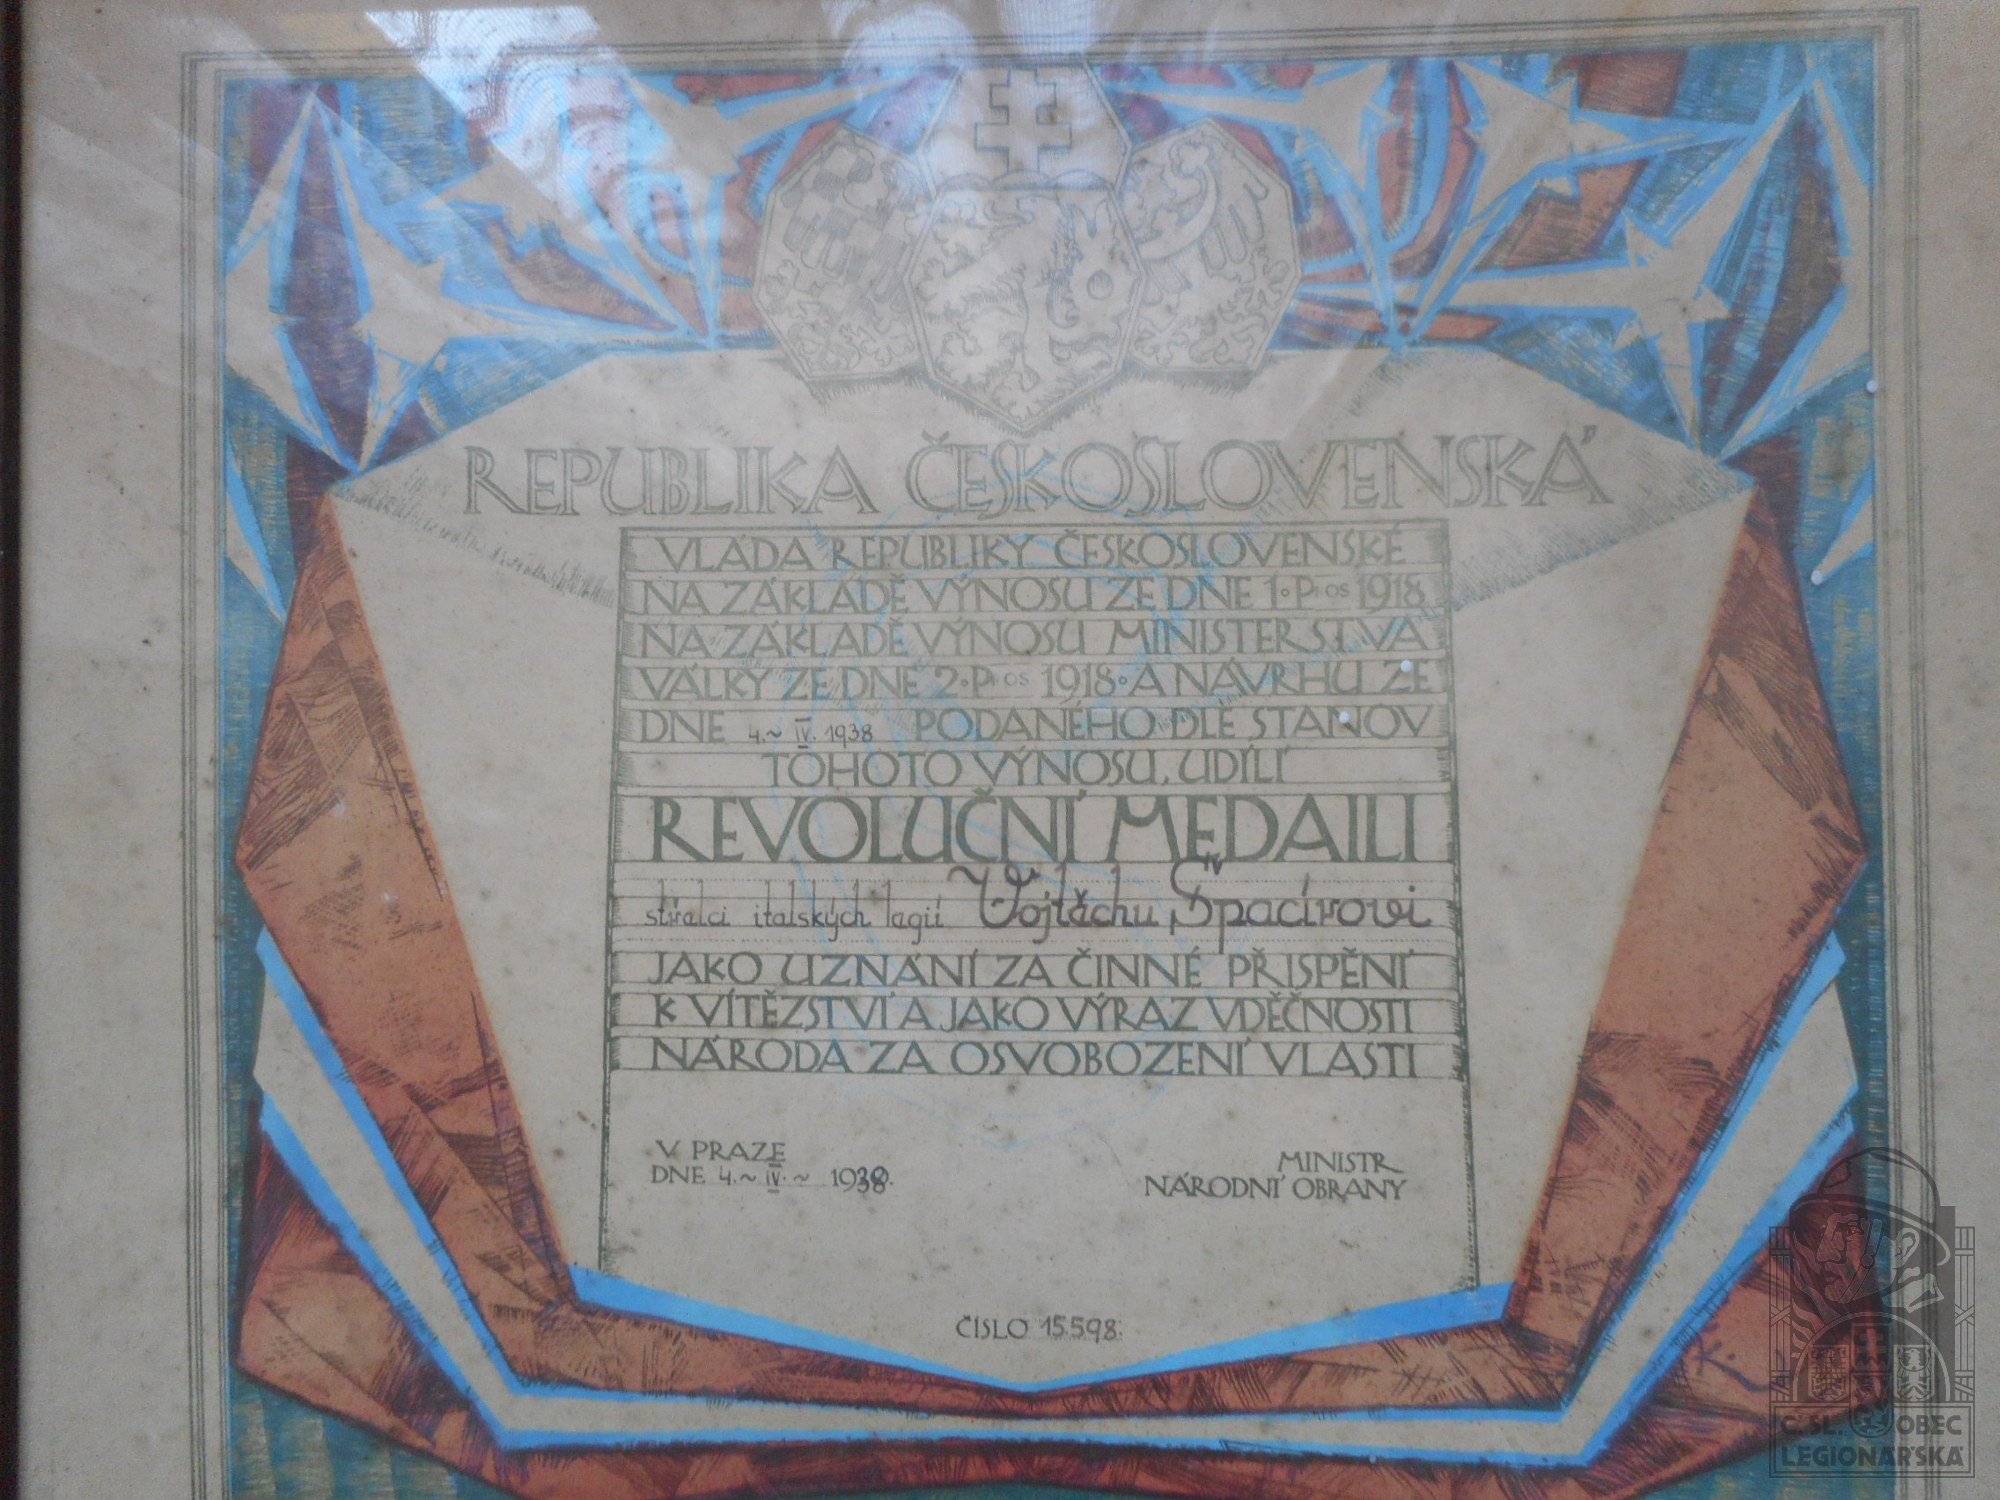 REPUBLIKA ČESKOSLOVENSKÁ
VLÁDA REPUBLIKY ČESKOSLOVENSKÉ
NA ZÁKLADĚ VÝNOSU ZE DNE 1. PROS 1918
NA ZÁKLADĚ VÝNOSU MINISTERSTVA
VÁLKY ZE DNE 2. PROS 1918. A NÁVRHU ZE
DNE 4. ~ IV. 1938 PODANÉHO DLE STANOV
TOHOTO VÝNOSU, UDÍLÍ
REVOLUČNÍ MEDAILI
střelci italských legií Vojtěchu Špacírovi
JAKO UZNÁNÍ ZA ČINNÉ PŘISPĚNÍ
K VÍTĚZSTVÍ A JAKO VÝRAZ VDĚČNOSTI
NÁRODA ZA OSVOBOZENÍ VLASTI
V PRAZE
DNE 4. ~ IV. ~ 1938.
MINISTR
NÁRODNÍ OBRANY
ČÍSLO 15.598.
Č. SL. OBEC
LEGIONÁŘSKÁ